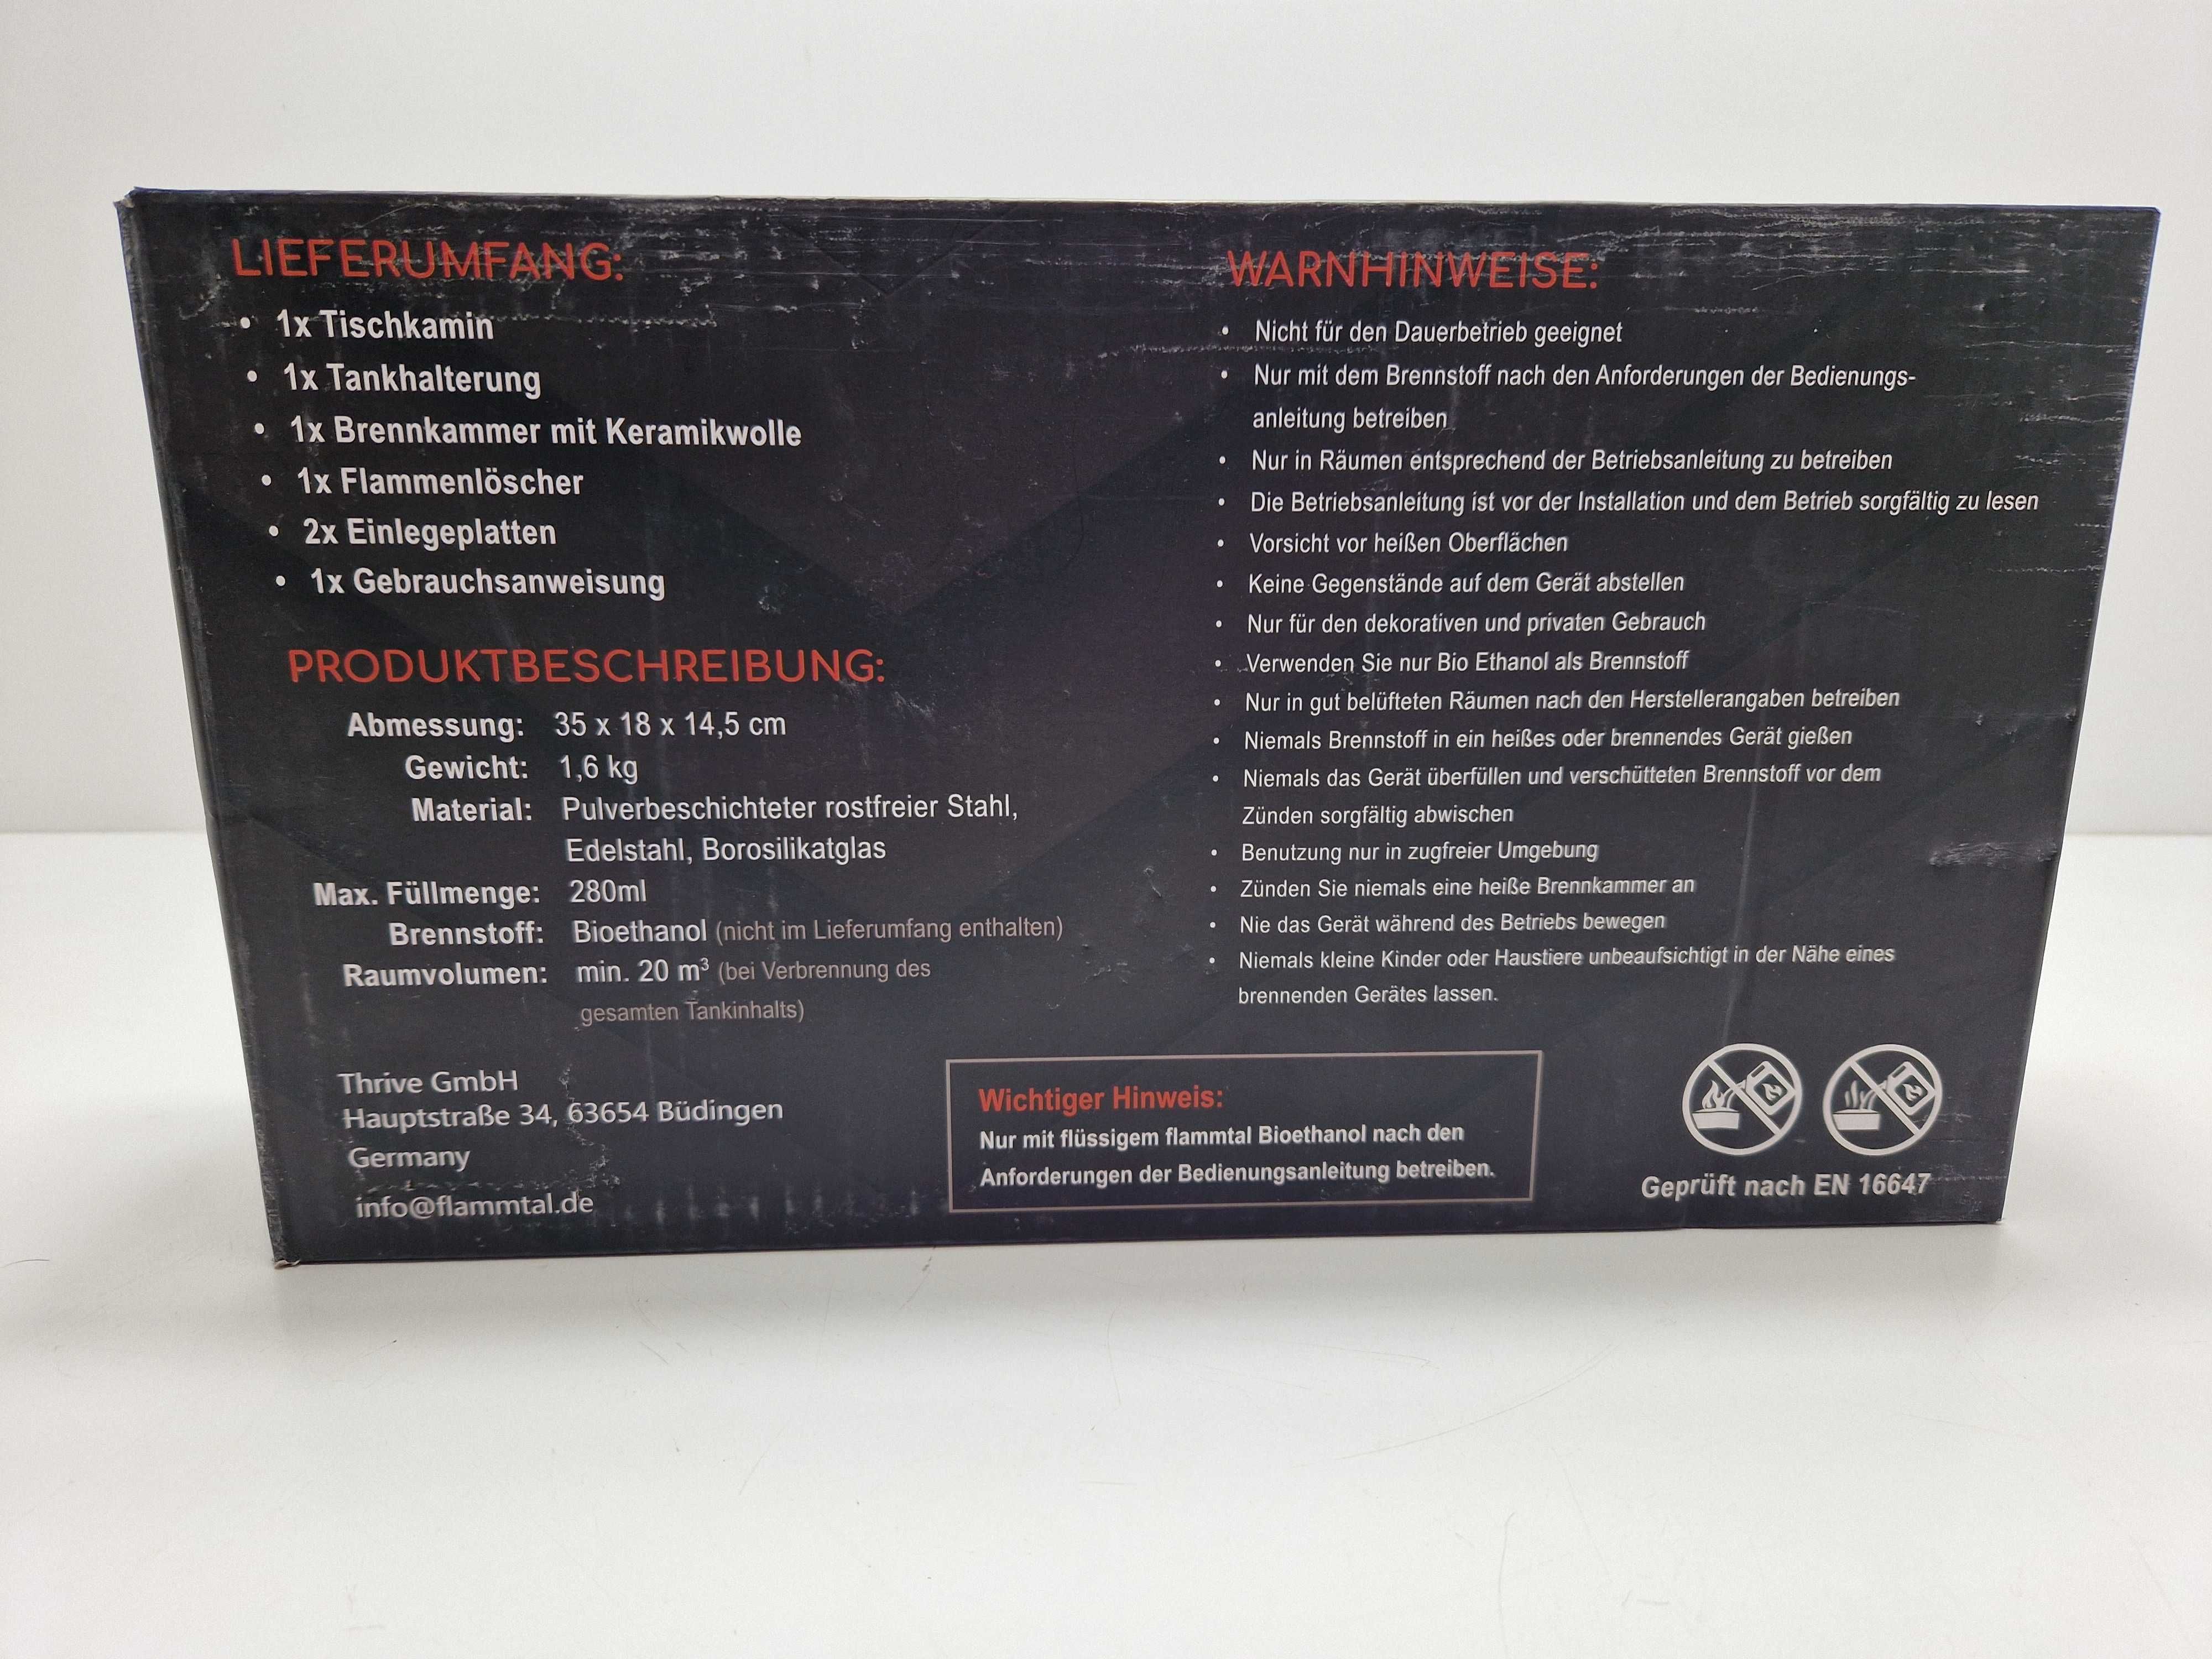 LIEFERUMFANG:
• 1x Tischkamin
• 1x Tankhalterung
• 1x Brennkammer mit Keramikwolle
• 1x Flammenlöscher
• 2x Einlegeplatten
• 1x Gebrauchsanweisung
PRODUKTBESCHREIBUNG:
Abmessung: 35 x 18 x 14,5 cm
Gewicht: 1,6 kg
Material: Pulverbeschichteter rostfreier Stahl,
Edelstahl, Borosilikatglas
Max. Füllmenge: 280ml
Brennstoff: Bioethanol (nicht im Lieferumfang enthalten)
Raumvolumen: min. 20 m³ (bei Verbrennung des
gesamten Tankinhalts)
Thrive GmbH
Hauptstraße 34, 63654 Büdingen
Germany
info@flammtal.de
WARNHINWEISE:
• Nicht für den Dauerbetrieb geeignet
• Nur mit dem Brennstoff nach den Anforderungen der Bedienungs-
anleitung betreiben
• Nur in Räumen entsprechend der Betriebsanleitung zu betreiben
• Die Betriebsanleitung ist vor der Installation und dem Betrieb sorgfältig zu lesen
• Vorsicht vor heißen Oberflächen
• Keine Gegenstände auf dem Gerät abstellen
• Nur für den dekorativen und privaten Gebrauch
• Verwenden Sie nur Bio Ethanol als Brennstoff
• Nur in gut belüfteten Räumen nach den Herstellerangaben betreiben
• Niemals Brennstoff in ein heißes oder brennendes Gerät gießen
• Niemals das Gerät überfüllen und verschütteten Brennstoff vor dem
Zünden sorgfältig abwischen
• Benutzung nur in zugfreier Umgebung
• Zünden Sie niemals eine heiße Brennkammer an
• Nie das Gerät während des Betriebs bewegen
• Niemals kleine Kinder oder Haustiere unbeaufsichtigt in der Nähe eines
brennenden Gerätes lassen.
Wichtiger Hinweis:
Nur mit flüssigem flammtal Bioethanol nach den
Anforderungen der Bedienungsanleitung betreiben.
Geprüft nach EN 16647